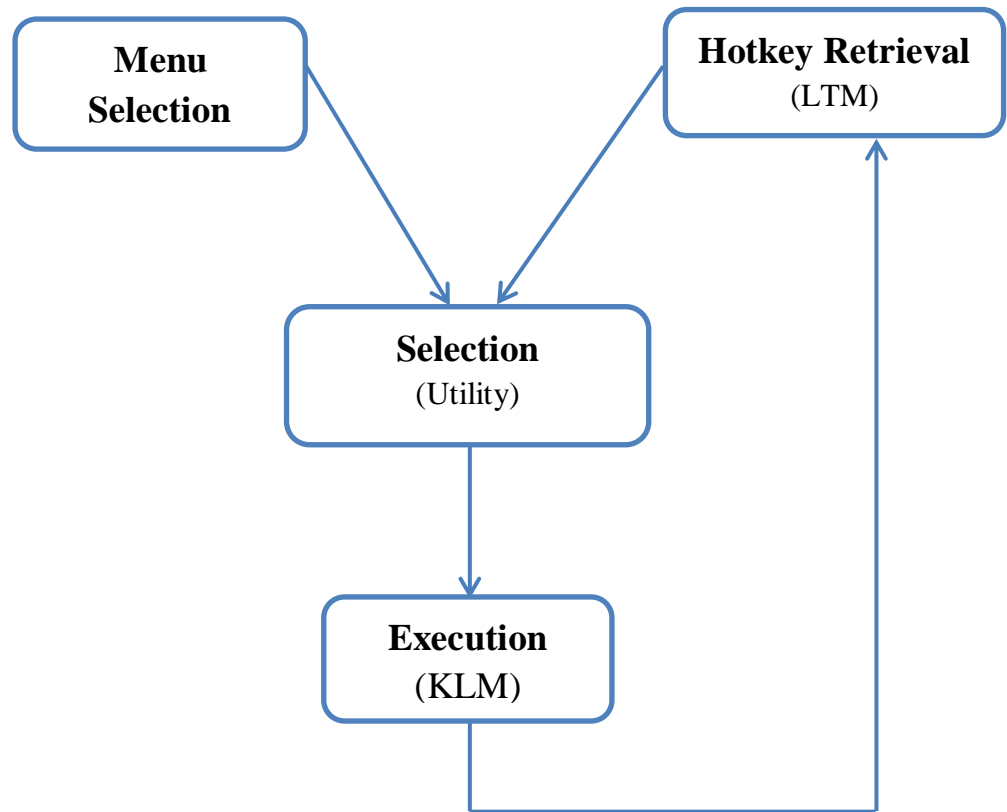 Menu
Selection
Hotkey Retrieval
(LTM)
Selection
(Utility)
Execution
(KLM)